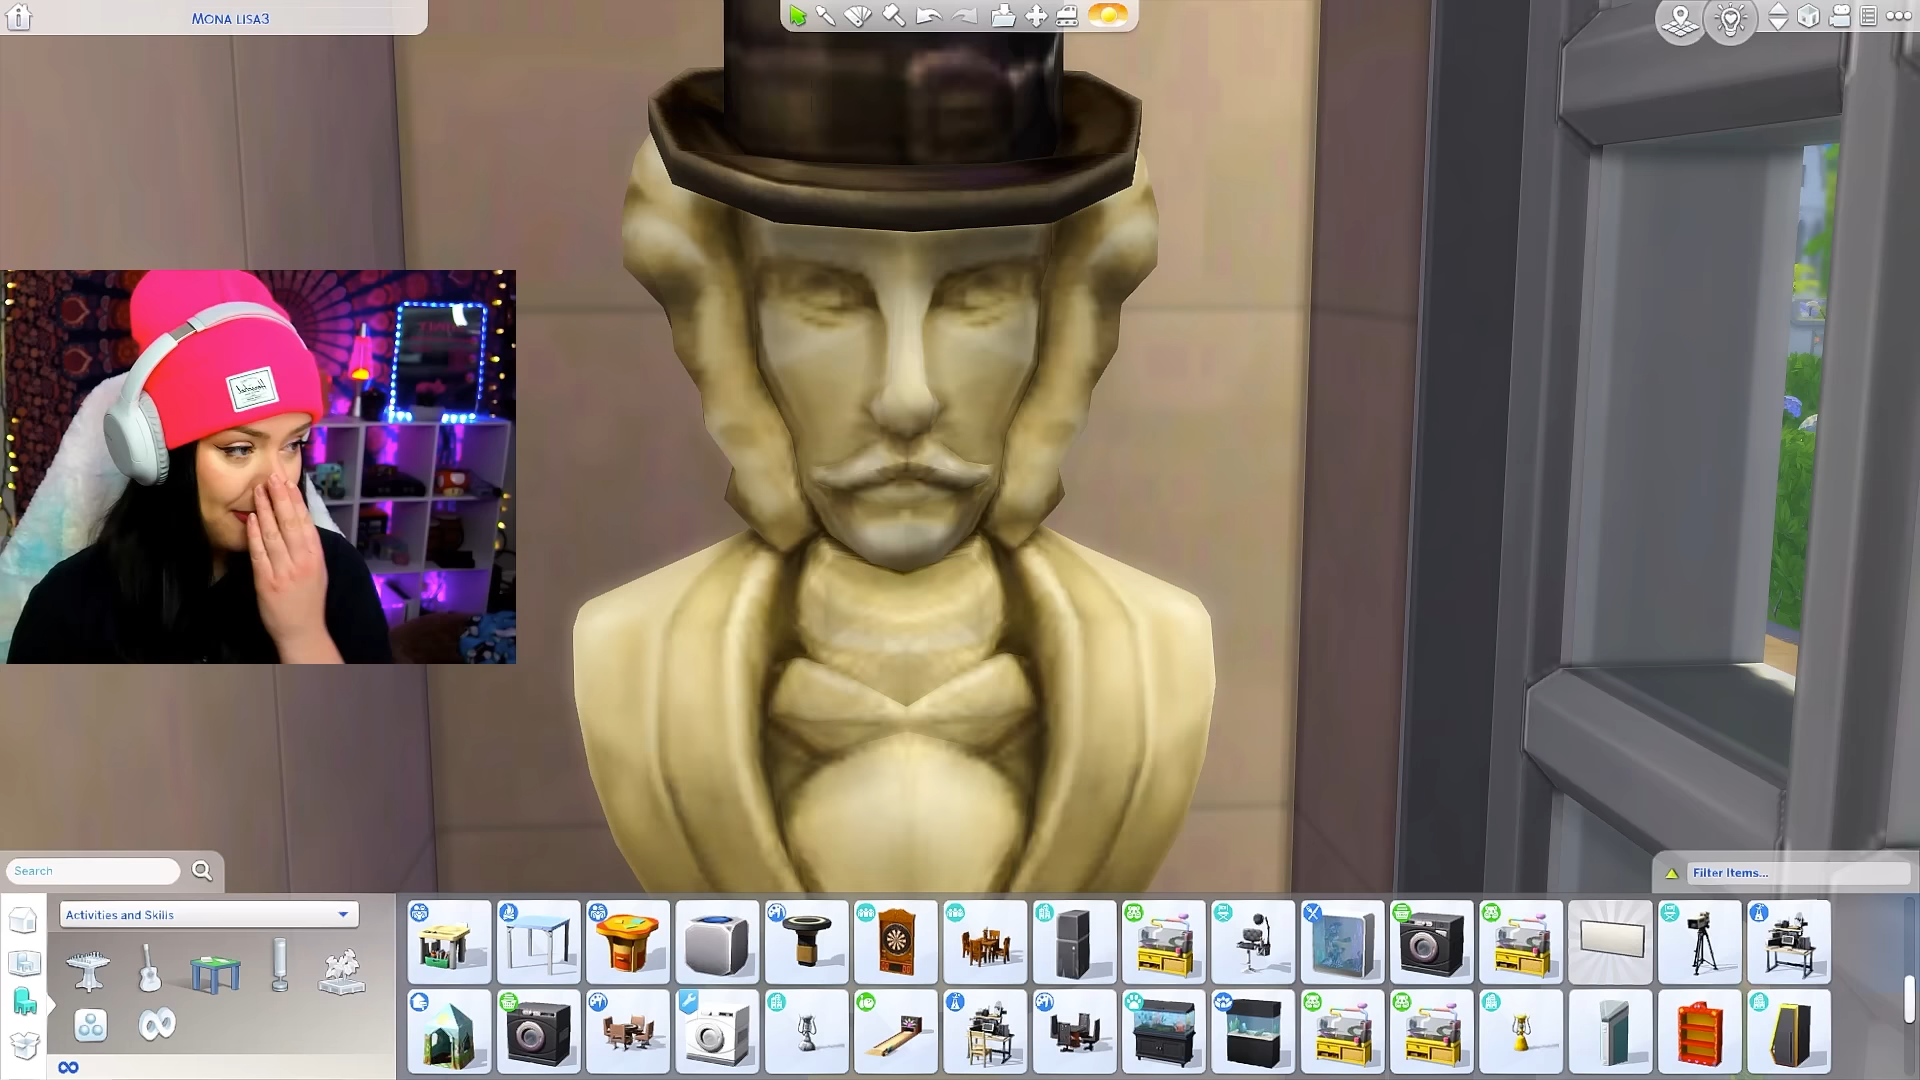 Mona lisa3
Search
Filter Items...
Activities and Skills